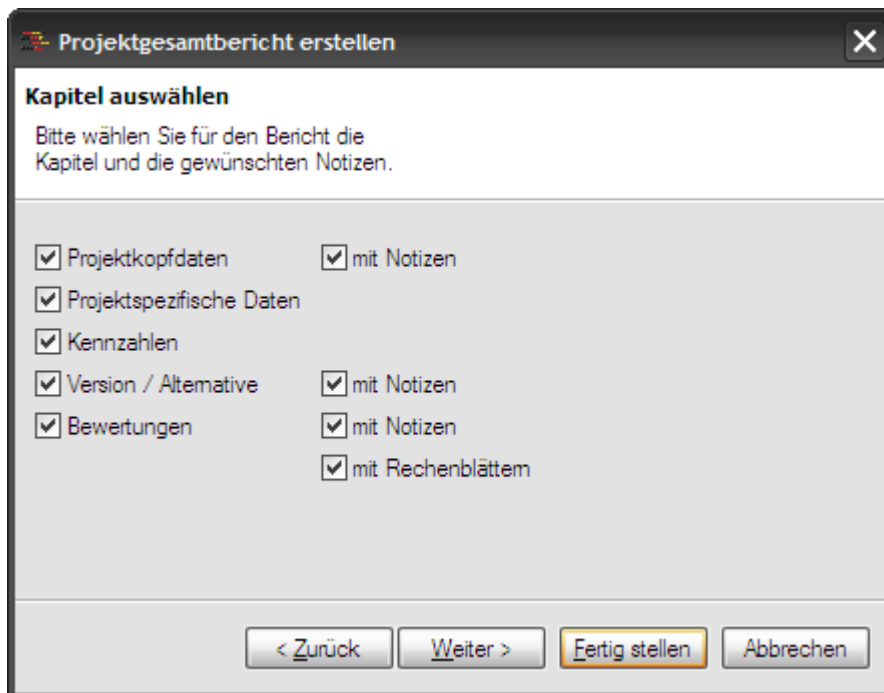 Projektgesamtbericht erstellen
Kapitel auswählen
Bitte wählen Sie für den Bericht die
Kapitel und die gewünschten Notizen.
Projektkopfdaten mit Notizen
Projektspezifische Daten
Kennzahlen
Version / Alternative mit Notizen
Bewertungen mit Notizen
mit Rechenblättern
< Zurück Weiter > Fertig stellen Abbrechen